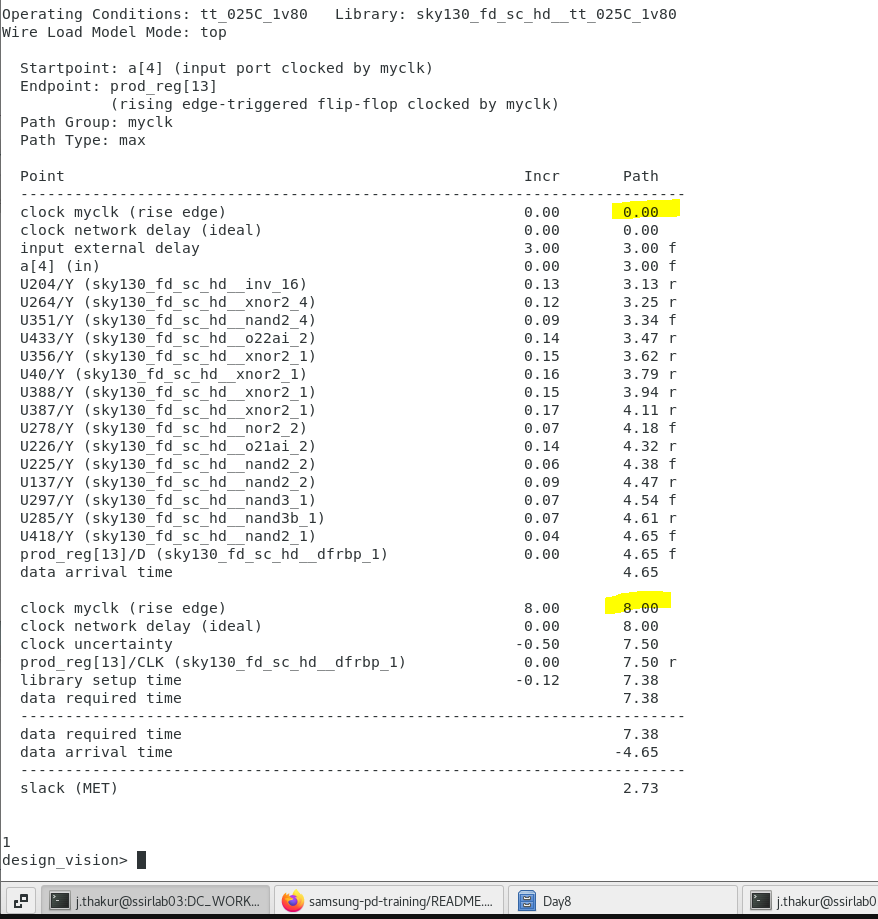 Operating Conditions: tt_025C_1v80   Library: sky130_fd_sc_hd__tt_025C_1v80
Wire Load Model Mode: top
  Startpoint: a[4] (input port clocked by myclk)
  Endpoint: prod_reg[13]
            (rising edge-triggered flip-flop clocked by myclk)
  Path Group: myclk
  Path Type: max
  Point                                                   Incr       Path
  --------------------------------------------------------------------------
  clock myclk (rise edge)                                 0.00       0.00
  clock network delay (ideal)                             0.00       0.00
  input external delay                                    3.00       3.00 f
  a[4] (in)                                               0.00       3.00 f
  U204/Y (sky130_fd_sc_hd__inv_16)                        0.13       3.13 r
  U264/Y (sky130_fd_sc_hd__xnor2_4)                       0.12       3.25 r
  U351/Y (sky130_fd_sc_hd__nand2_4)                       0.09       3.34 f
  U433/Y (sky130_fd_sc_hd__o22ai_2)                       0.14       3.47 r
  U356/Y (sky130_fd_sc_hd__xnor2_1)                       0.15       3.62 r
  U40/Y (sky130_fd_sc_hd__xnor2_1)                        0.16       3.79 r
  U388/Y (sky130_fd_sc_hd__xnor2_1)                       0.15       3.94 r
  U387/Y (sky130_fd_sc_hd__xnor2_1)                       0.17       4.11 r
  U278/Y (sky130_fd_sc_hd__nor2_2)                        0.07       4.18 f
  U226/Y (sky130_fd_sc_hd__o21ai_2)                       0.14       4.32 r
  U225/Y (sky130_fd_sc_hd__nand2_2)                       0.06       4.38 f
  U137/Y (sky130_fd_sc_hd__nand2_2)                       0.09       4.47 r
  U297/Y (sky130_fd_sc_hd__nand3_1)                       0.07       4.54 f
  U285/Y (sky130_fd_sc_hd__nand3b_1)                      0.07       4.61 r
  U418/Y (sky130_fd_sc_hd__nand2_1)                       0.04       4.65 f
  prod_reg[13]/D (sky130_fd_sc_hd__dfrbp_1)               0.00       4.65 f
  data arrival time                                                  4.65
  clock myclk (rise edge)                                 8.00       8.00
  clock network delay (ideal)                             0.00       8.00
  clock uncertainty                                      -0.50       7.50
  prod_reg[13]/CLK (sky130_fd_sc_hd__dfrbp_1)             0.00       7.50 r
  library setup time                                     -0.12       7.38
  data required time                                                 7.38
  --------------------------------------------------------------------------
  data required time                                                 7.38
  data arrival time                                                 -4.65
  --------------------------------------------------------------------------
  slack (MET)                                                        2.73
1
design_vision>
j.thakur@ssirlab03:DC_WORK... samsung-pd-training/README.... Day8 j.thakur@ssirlab0